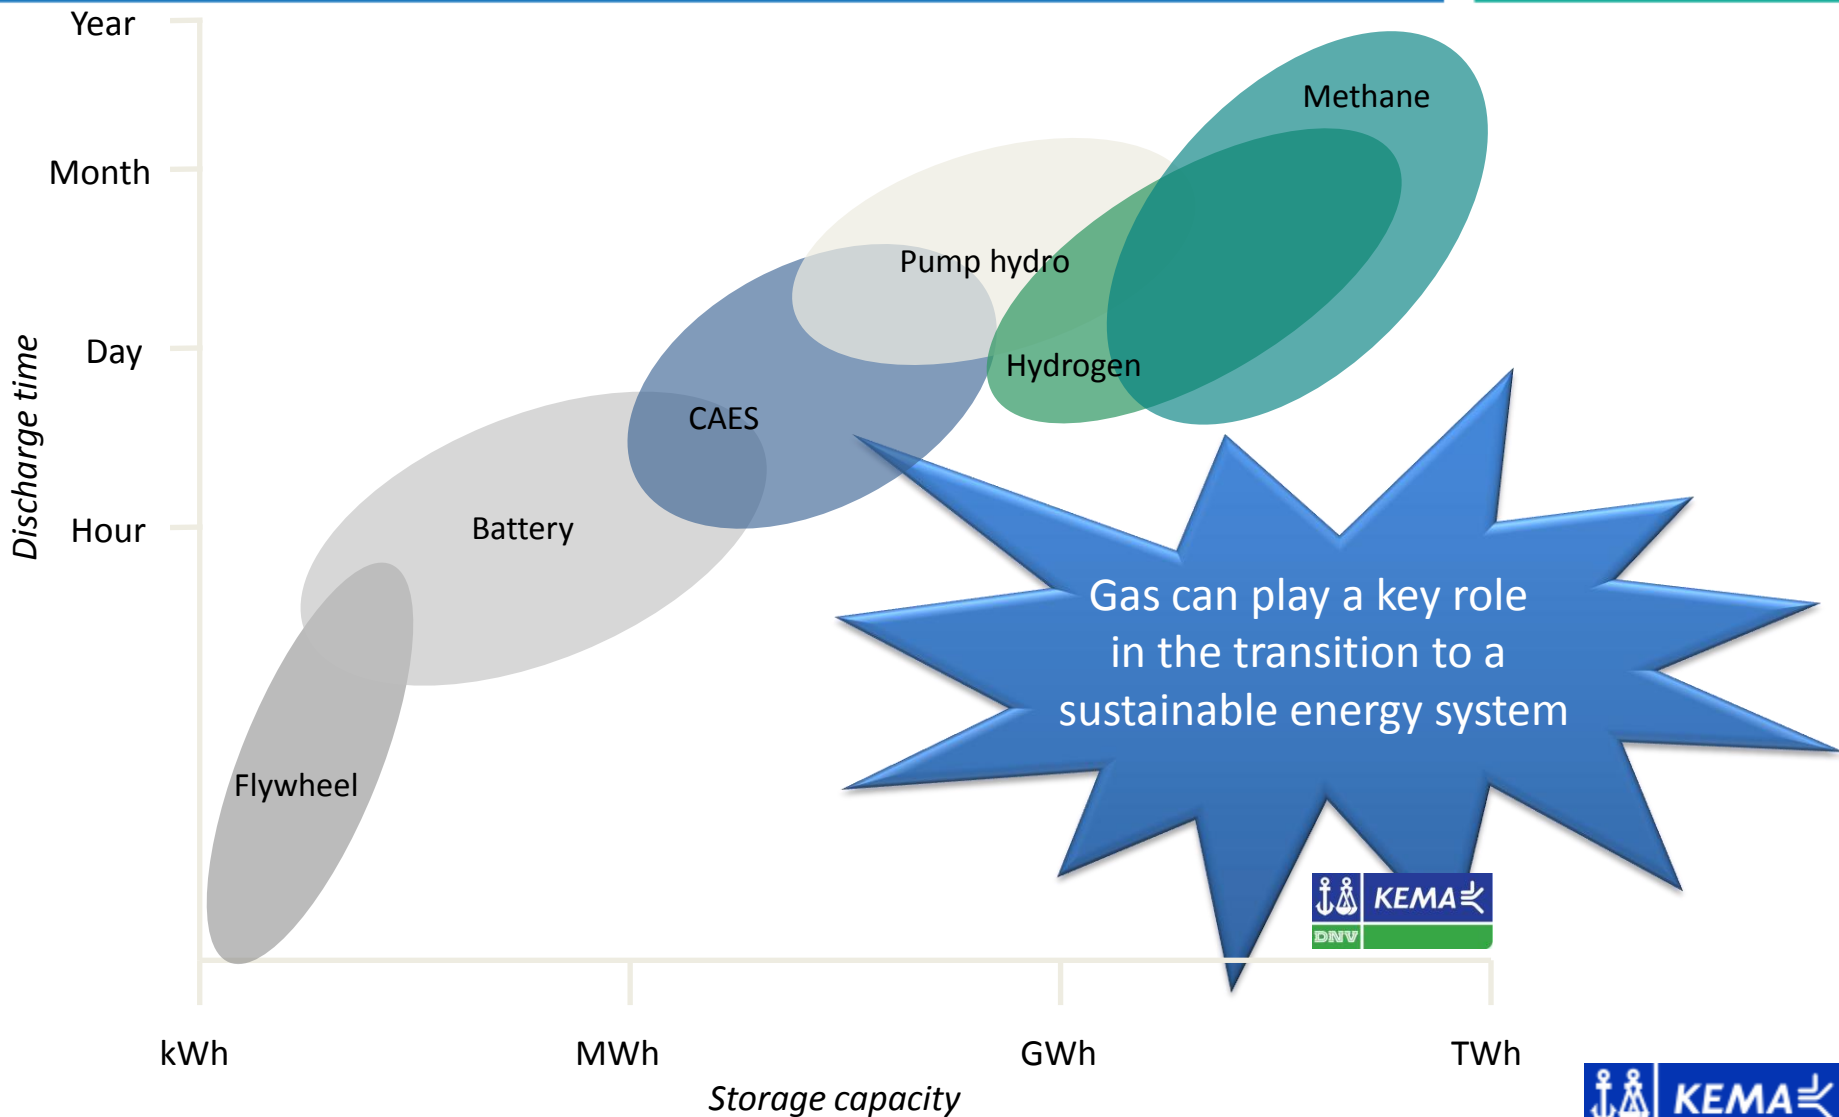 Year
Methane
Month
Pump hydro
Day
Hydrogen
Discharge time
CAES
Hour
Battery
Gas can play a key role
in the transition to a
sustainable energy system
Flywheel
KEMA
DNV
kWh
MWh
GWh
TWh
Storage capacity
KEMA